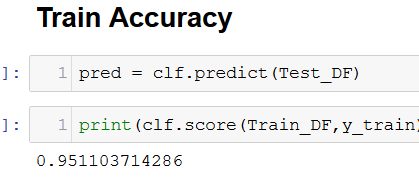 Train Accuracy
]: 1 pred = clf.predict(Test_DF)
]: 1 print(clf.score(Train_DF,y_train)
0.951103714286